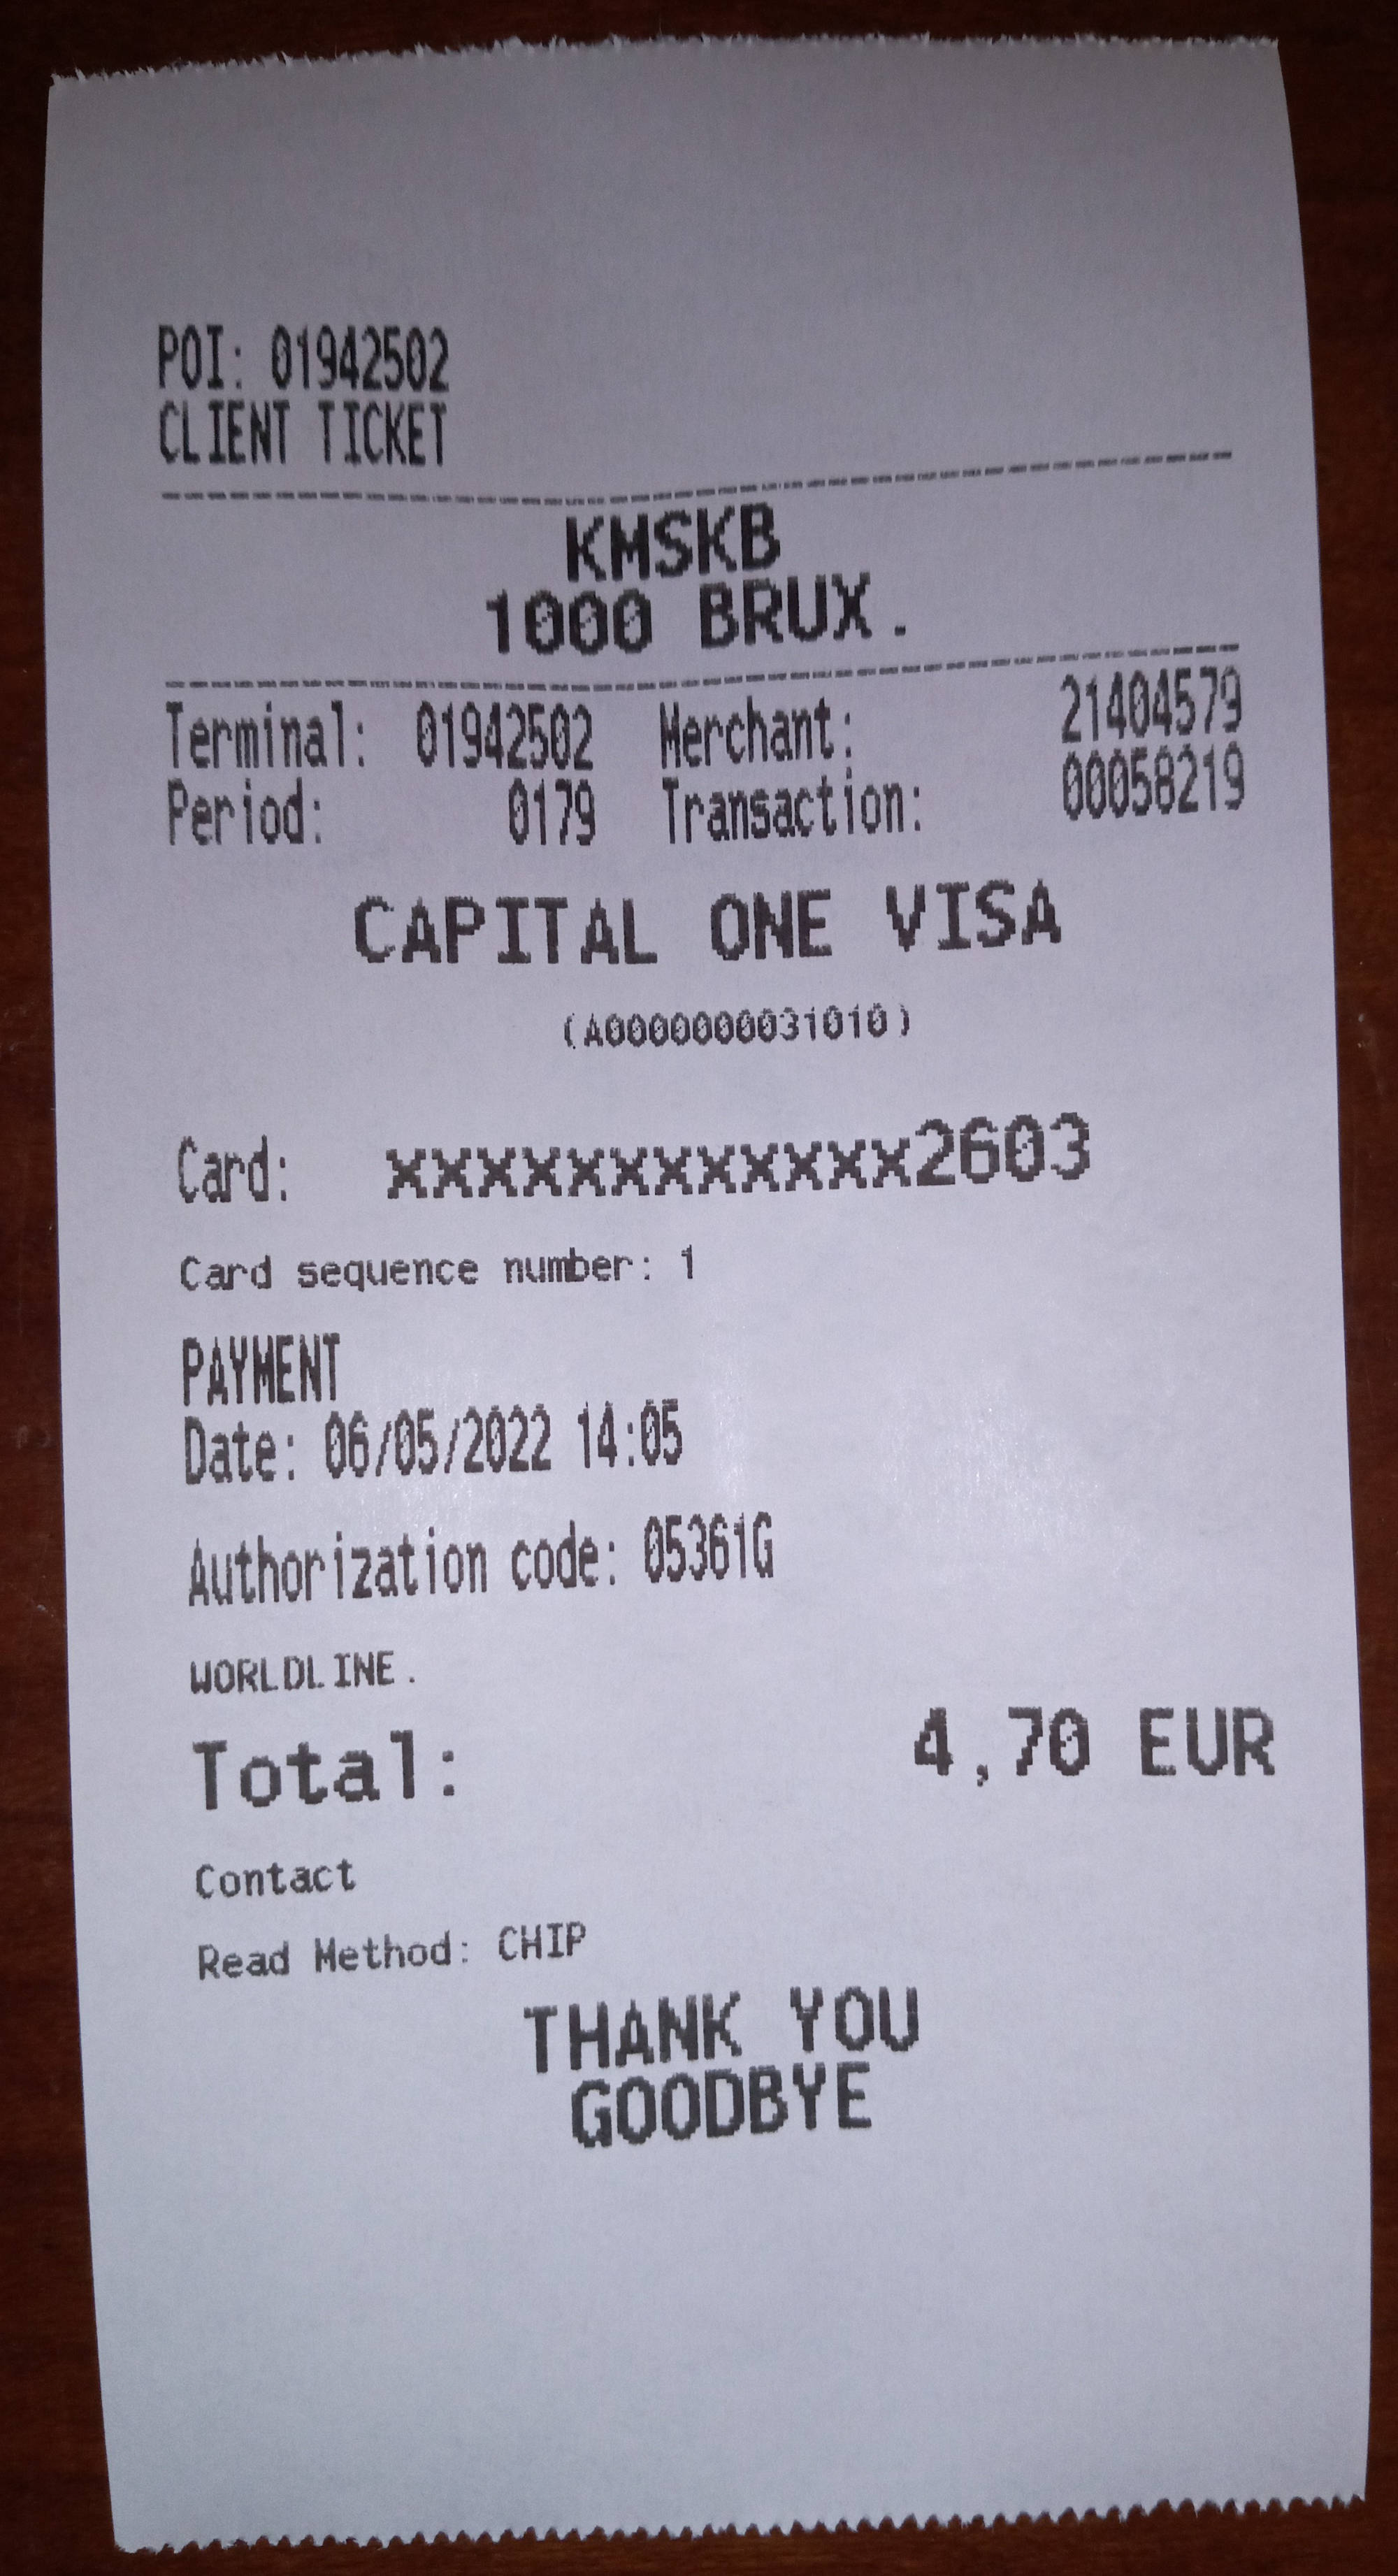 POI: 01942502
CLIENT TICKET
KMSKB
1000 BRUX.
Terminal: 01942502 Merchant: 21404579
Period: 0179 Transaction: 00058219
CAPITAL ONE VISA
(A0000000031010)
Card: xxxxxxxxxxxx2603
Card sequence number: 1
PAYMENT
Date: 06/05/2022 14:05
Authorization code: 05361G
WORLDLINE.
Total: 4,70 EUR
Contact
Read Method: CHIP
THANK YOU
GOODBYE